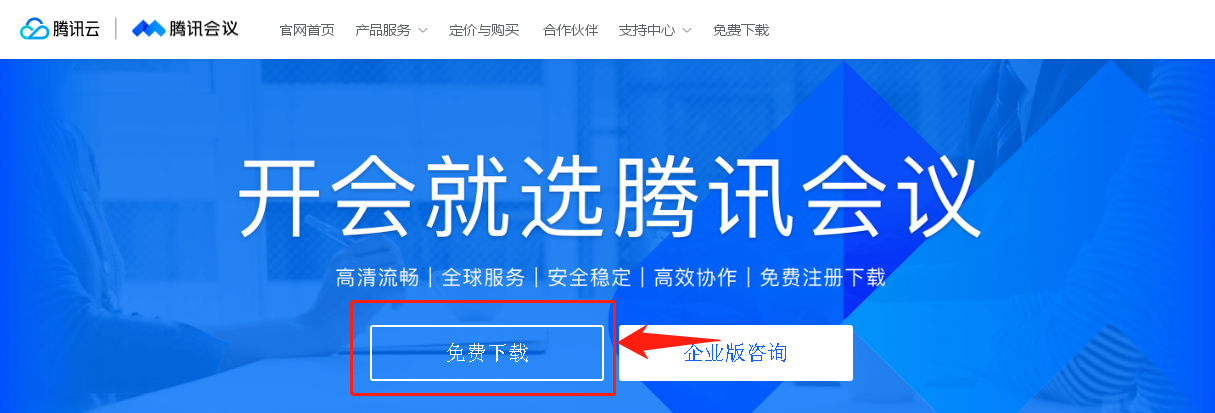 腾讯云 | 腾讯会议 官网首页 产品服务 定价与购买 合作伙伴 支持中心 免费下载
开会就选腾讯会议
高清流畅 | 全球服务 | 安全稳定 | 高效协作 | 免费注册下载
免费下载 企业版咨询